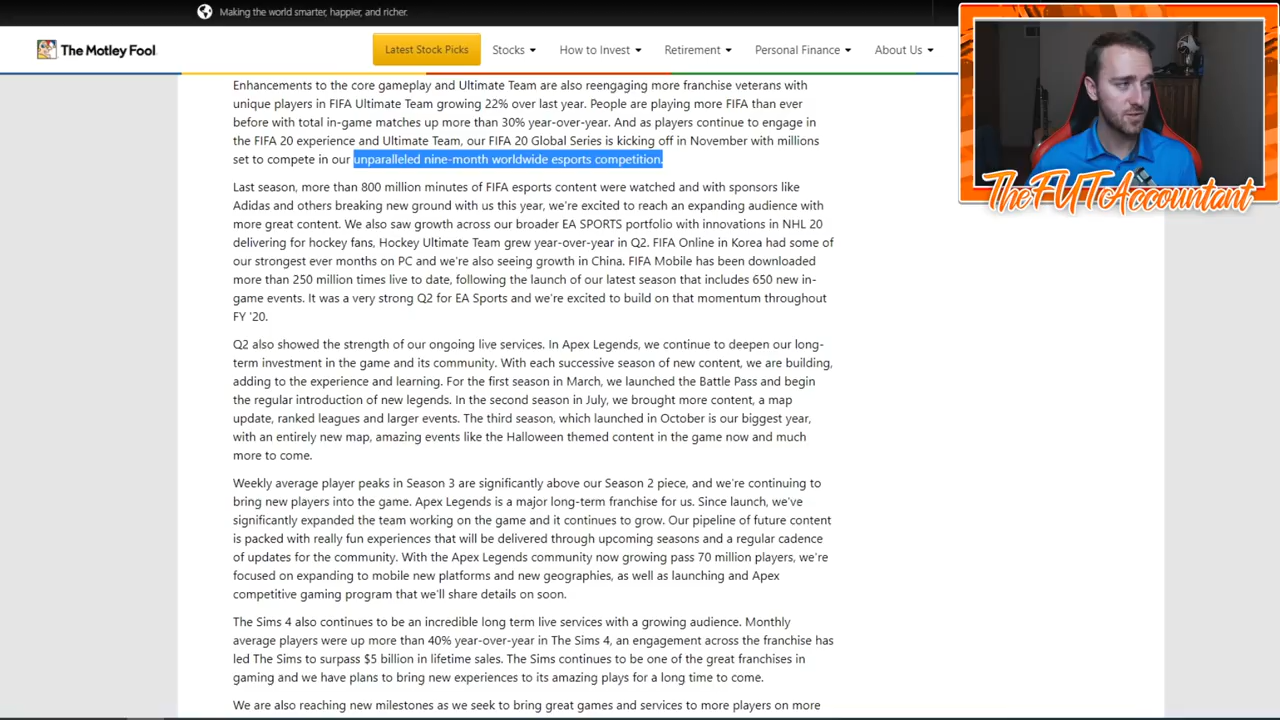 Making the world smarter, happier, and richer.
The Motley Fool
Latest Stock Picks
Stocks
How to Invest
Retirement
Personal Finance
About Us
TheFUTAccountant
Enhancements to the core gameplay and Ultimate Team are also reengaging more franchise veterans with
unique players in FIFA Ultimate Team growing 22% over last year. People are playing more FIFA than ever
before with total in-game matches up more than 30% year-over-year. And as players continue to engage in
the FIFA 20 experience and Ultimate Team, our FIFA 20 Global Series is kicking off in November with millions
set to compete in our unparalleled nine-month worldwide esports competition.
Last season, more than 800 million minutes of FIFA esports content were watched and with sponsors like
Adidas and others breaking new ground with us this year, we're excited to reach an expanding audience with
more great content. We also saw growth across our broader EA SPORTS portfolio with innovations in NHL 20
delivering for hockey fans, Hockey Ultimate Team grew year-over-year in Q2. FIFA Online in Korea had some of
our strongest ever months on PC and we're also seeing growth in China. FIFA Mobile has been downloaded
more than 250 million times live to date, following the launch of our latest season that includes 650 new in-
game events. It was a very strong Q2 for EA Sports and we're excited to build on that momentum throughout
FY '20.
Q2 also showed the strength of our ongoing live services. In Apex Legends, we continue to deepen our long-
term investment in the game and its community. With each successive season of new content, we are building,
adding to the experience and learning. For the first season in March, we launched the Battle Pass and begin
the regular introduction of new legends. In the second season in July, we brought more content, a map
update, ranked leagues and larger events. The third season, which launched in October is our biggest year,
with an entirely new map, amazing events like the Halloween themed content in the game now and much
more to come.
Weekly average player peaks in Season 3 are significantly above our Season 2 piece, and we're continuing to
bring new players into the game. Apex Legends is a major long-term franchise for us. Since launch, we've
significantly expanded the team working on the game and it continues to grow. Our pipeline of future content
is packed with really fun experiences that will be delivered through upcoming seasons and a regular cadence
of updates for the community. With the Apex Legends community now growing pass 70 million players, we're
focused on expanding to mobile new platforms and new geographies, as well as launching and Apex
competitive gaming program that we'll share details on soon.
The Sims 4 also continues to be an incredible long term live services with a growing audience. Monthly
average players were up more than 40% year-over-year in The Sims 4, an engagement across the franchise has
led The Sims to surpass $5 billion in lifetime sales. The Sims continues to be one of the great franchises in
gaming and we have plans to bring new experiences to its amazing plays for a long time to come.
We are also reaching new milestones as we seek to bring great games and services to more players on more